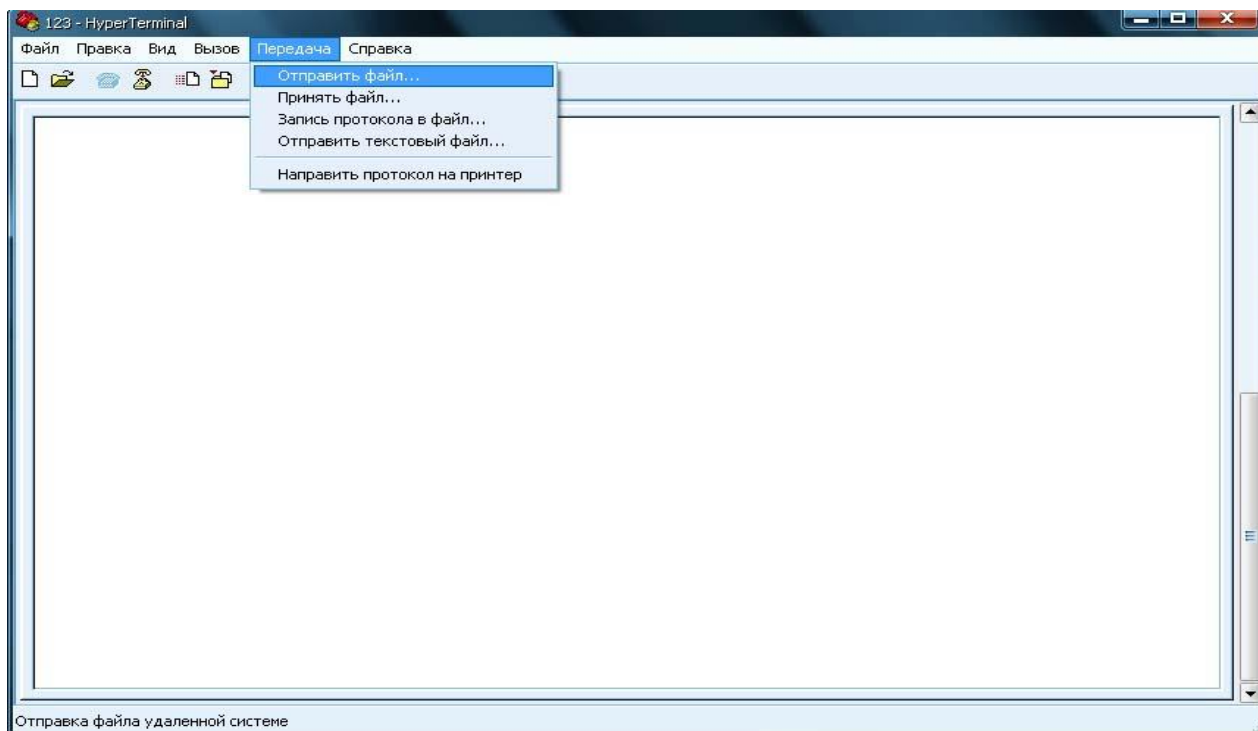 123 - HyperTerminal
Файл Правка Вид Вызов Передача Справка
Отправить файл...
Принять файл...
Запись протокола в файл...
Отправить текстовый файл...
Направить протокол на принтер
Отправка файла удаленной системе